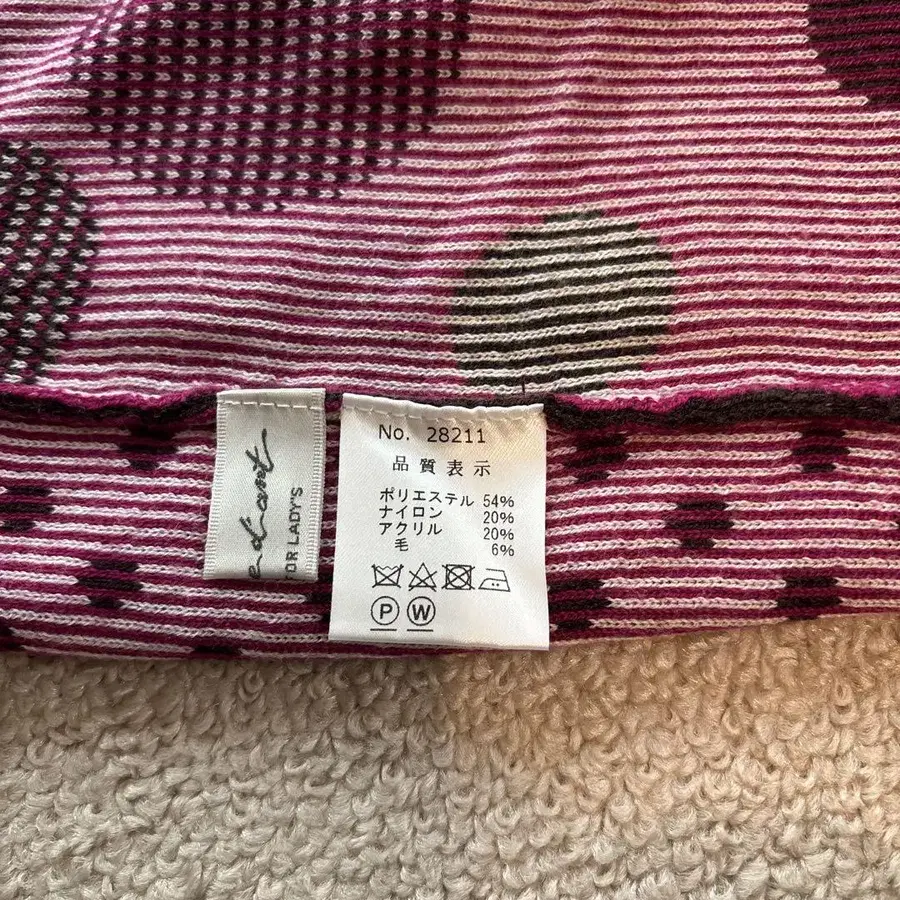 No. 28211
品質表示
ポリエステル 54%
ナイロン 20%
アクリル 20%
毛 6%
P W
FOR LADY'S